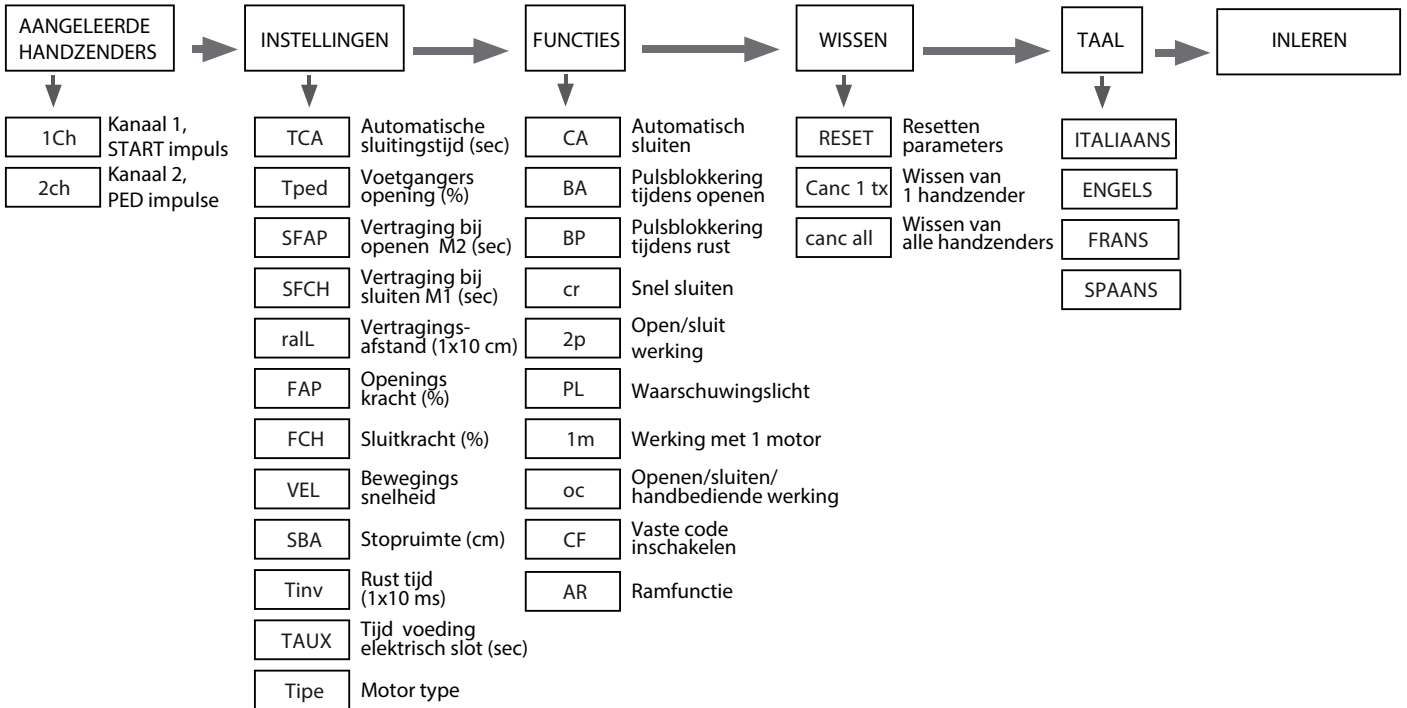 AANGELEERDE
HANDZENDERS
INSTELLINGEN
FUNCTIES
WISSEN
TAAL
INLEREN
1Ch
Kanaal 1,
START impuls
2ch
Kanaal 2,
PED impulse
TCA
Automatische
sluitingstijd (sec)
Tped
Voetgangers
opening (%)
SFAP
Vertraging bij
openen M2 (sec)
SFCH
Vertraging bij
sluiten M1 (sec)
ralL
Vertragings-
afstand (1x10 cm)
FAP
Openings
kracht (%)
FCH
Sluitkracht (%)
VEL
Bewegings
snelheid
SBA
Stopruimte (cm)
Tinv
Rust tijd
(1x10 ms)
TAUX
Tijd voeding
elektrisch slot (sec)
Tipe
Motor type
CA
Automatisch
sluiten
BA
Pulsblokkering
tijdens openen
BP
Pulsblokkering
tijdens rust
cr
Snel sluiten
2p
Open/sluit
werking
PL
Waarschuwingslicht
1m
Werking met 1 motor
oc
Openen/sluiten/
handbediende werking
CF
Vaste code
inschakelen
AR
Ramfunctie
RESET
Resetten
parameters
Canc 1 tx
Wissen van
1 handzender
canc all
Wissen van
alle handzenders
ITALIAANS
ENGELS
FRANS
SPAANS